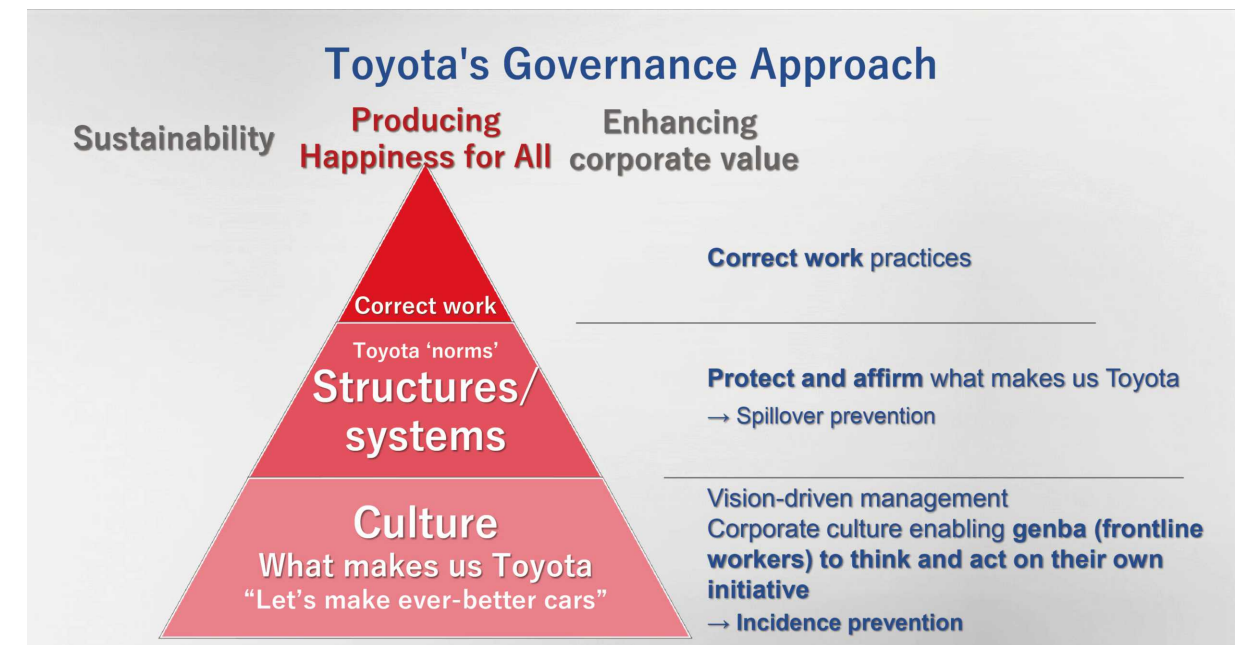 Toyota's Governance Approach
Sustainability
Producing
Happiness for All
Enhancing
corporate value
Correct work
Correct work practices
Toyota ‘norms’
Structures/
systems
Protect and affirm what makes us Toyota
→ Spillover prevention
Culture
What makes us Toyota
“Let’s make ever-better cars”
Vision-driven management
Corporate culture enabling genba (frontline
workers) to think and act on their own
initiative
→ Incidence prevention